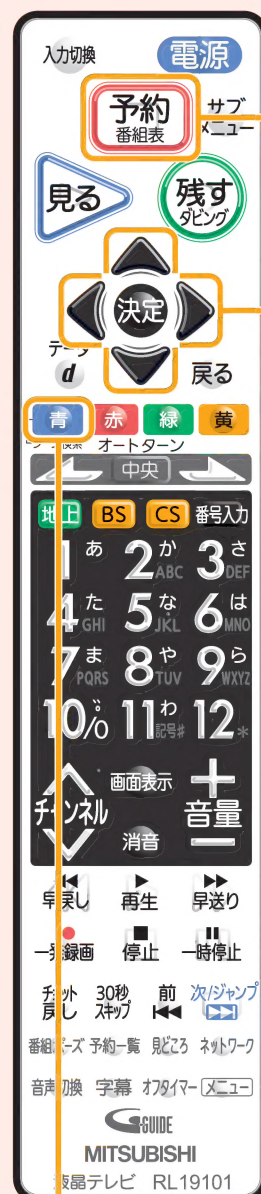 入力切換 電源
予約
番組表
サブ
メニュー
見る
残す
ダビング
決定
データ
d
戻る
青 赤 緑 黄
オートターン
中央
地上 BS CS 番号入力
1 あ 2 か ABC 3 さ DEF
4 た GHI 5 な JKL 6 は MNO
7 ま PQRS 8 や TUV 9 ら WXYZ
10 ゛゜ % 11 わ 記号# 12 *
チャンネル 画面表示 + 音量 −
消音
早戻し 再生 早送り
一発録画 停止 一時停止
チョット戻し 30秒スキップ 前 次/ジャンプ
番組ポーズ 予約一覧 見どころ ネットワーク
音声切換 字幕 オフタイマー メニュー
G-GUIDE
MITSUBISHI
液晶テレビ RL19101